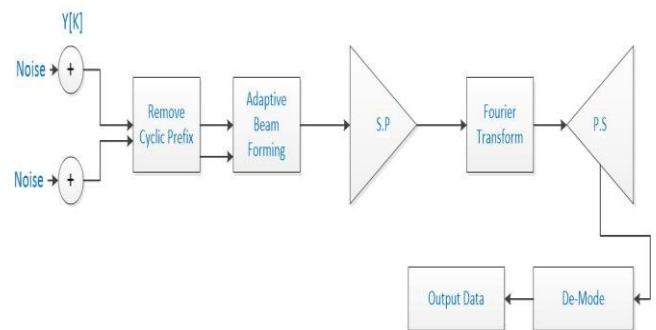 Y[K]
Noise
+
Remove
Cyclic Prefix
Adaptive
Beam
Forming
S.P
Fourier
Transform
P.S
Noise
+
Output Data
De-Mode